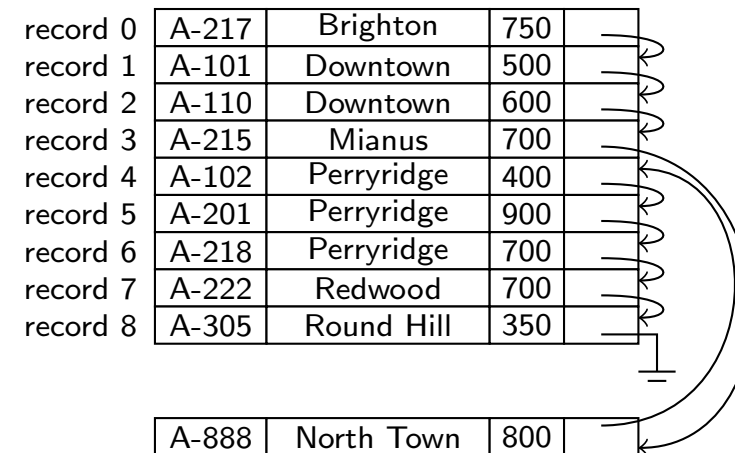 record 0 A-217 Brighton 750
record 1 A-101 Downtown 500
record 2 A-110 Downtown 600
record 3 A-215 Mianus 700
record 4 A-102 Perryridge 400
record 5 A-201 Perryridge 900
record 6 A-218 Perryridge 700
record 7 A-222 Redwood 700
record 8 A-305 Round Hill 350
A-888 North Town 800